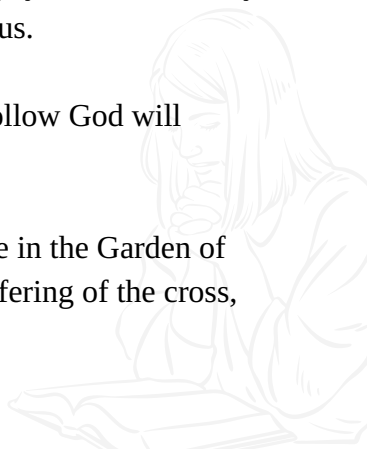 us.
ollow God will
e in the Garden of
fering of the cross,